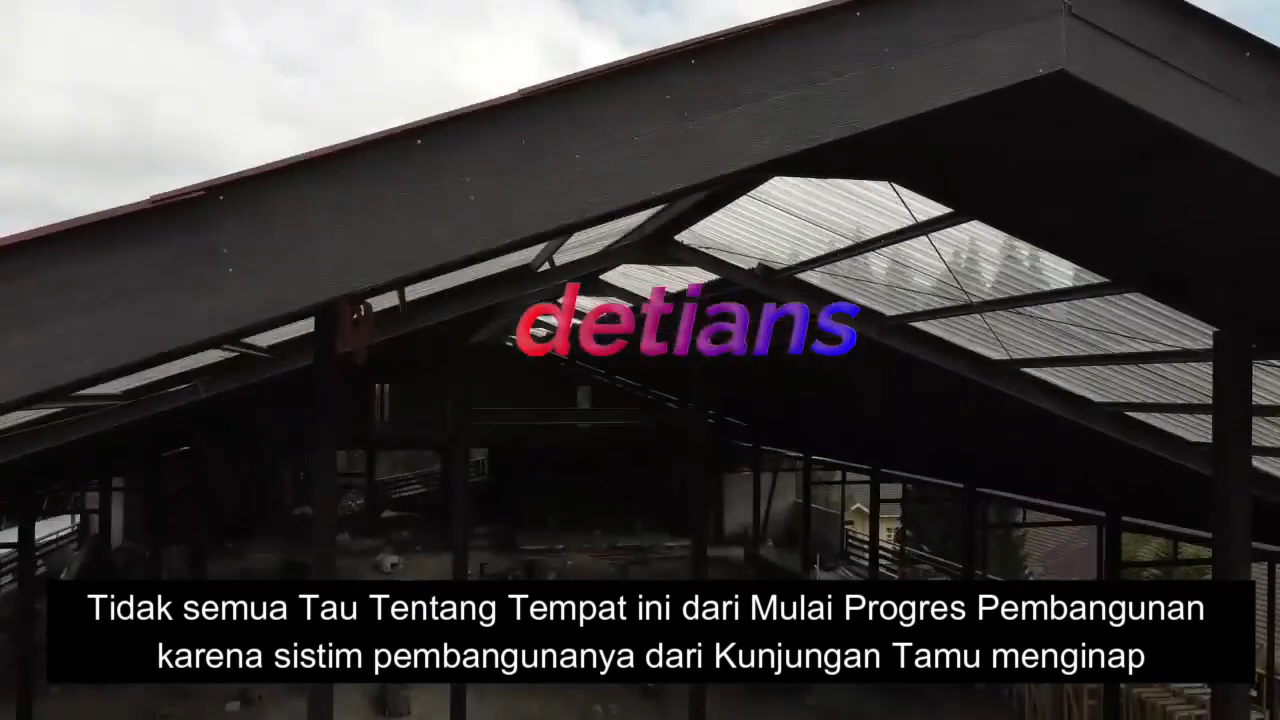 detians
Tidak semua Tau Tentang Tempat ini dari Mulai Progres Pembangunan
karena sistim pembangunanya dari Kunjungan Tamu menginap